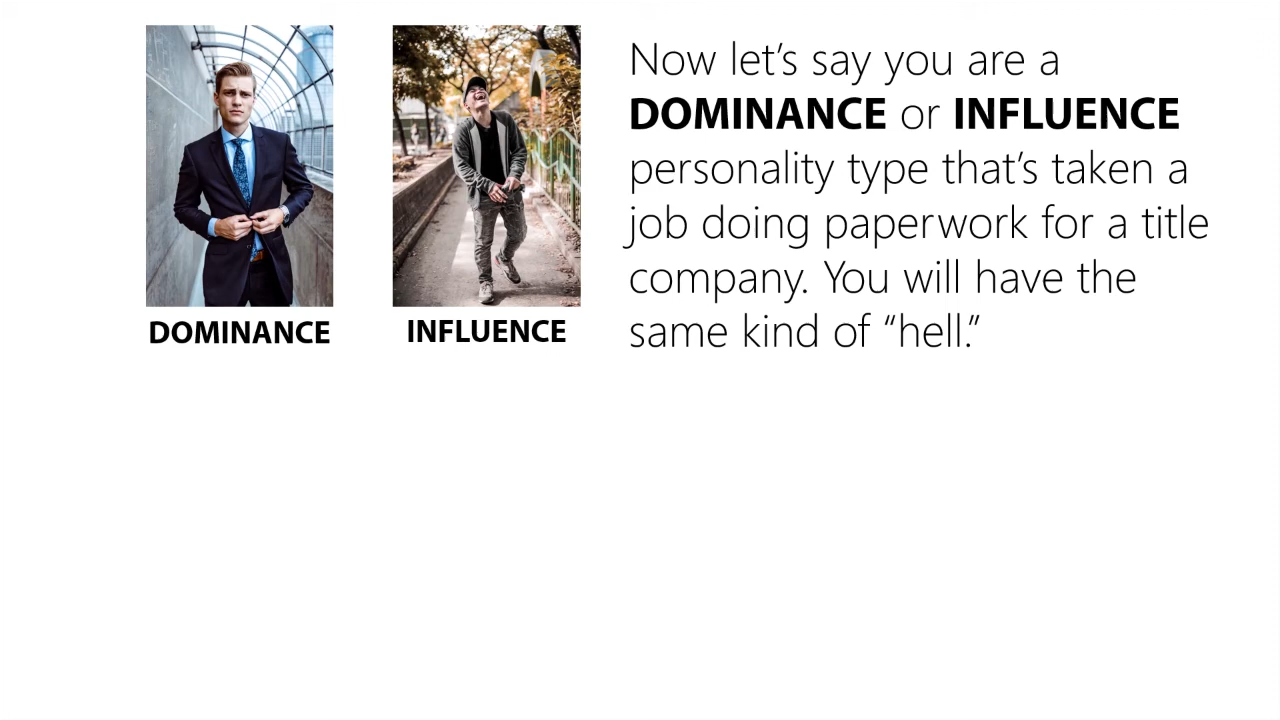 DOMINANCE
INFLUENCE
Now let’s say you are a
DOMINANCE or INFLUENCE
personality type that’s taken a
job doing paperwork for a title
company. You will have the
same kind of “hell.”